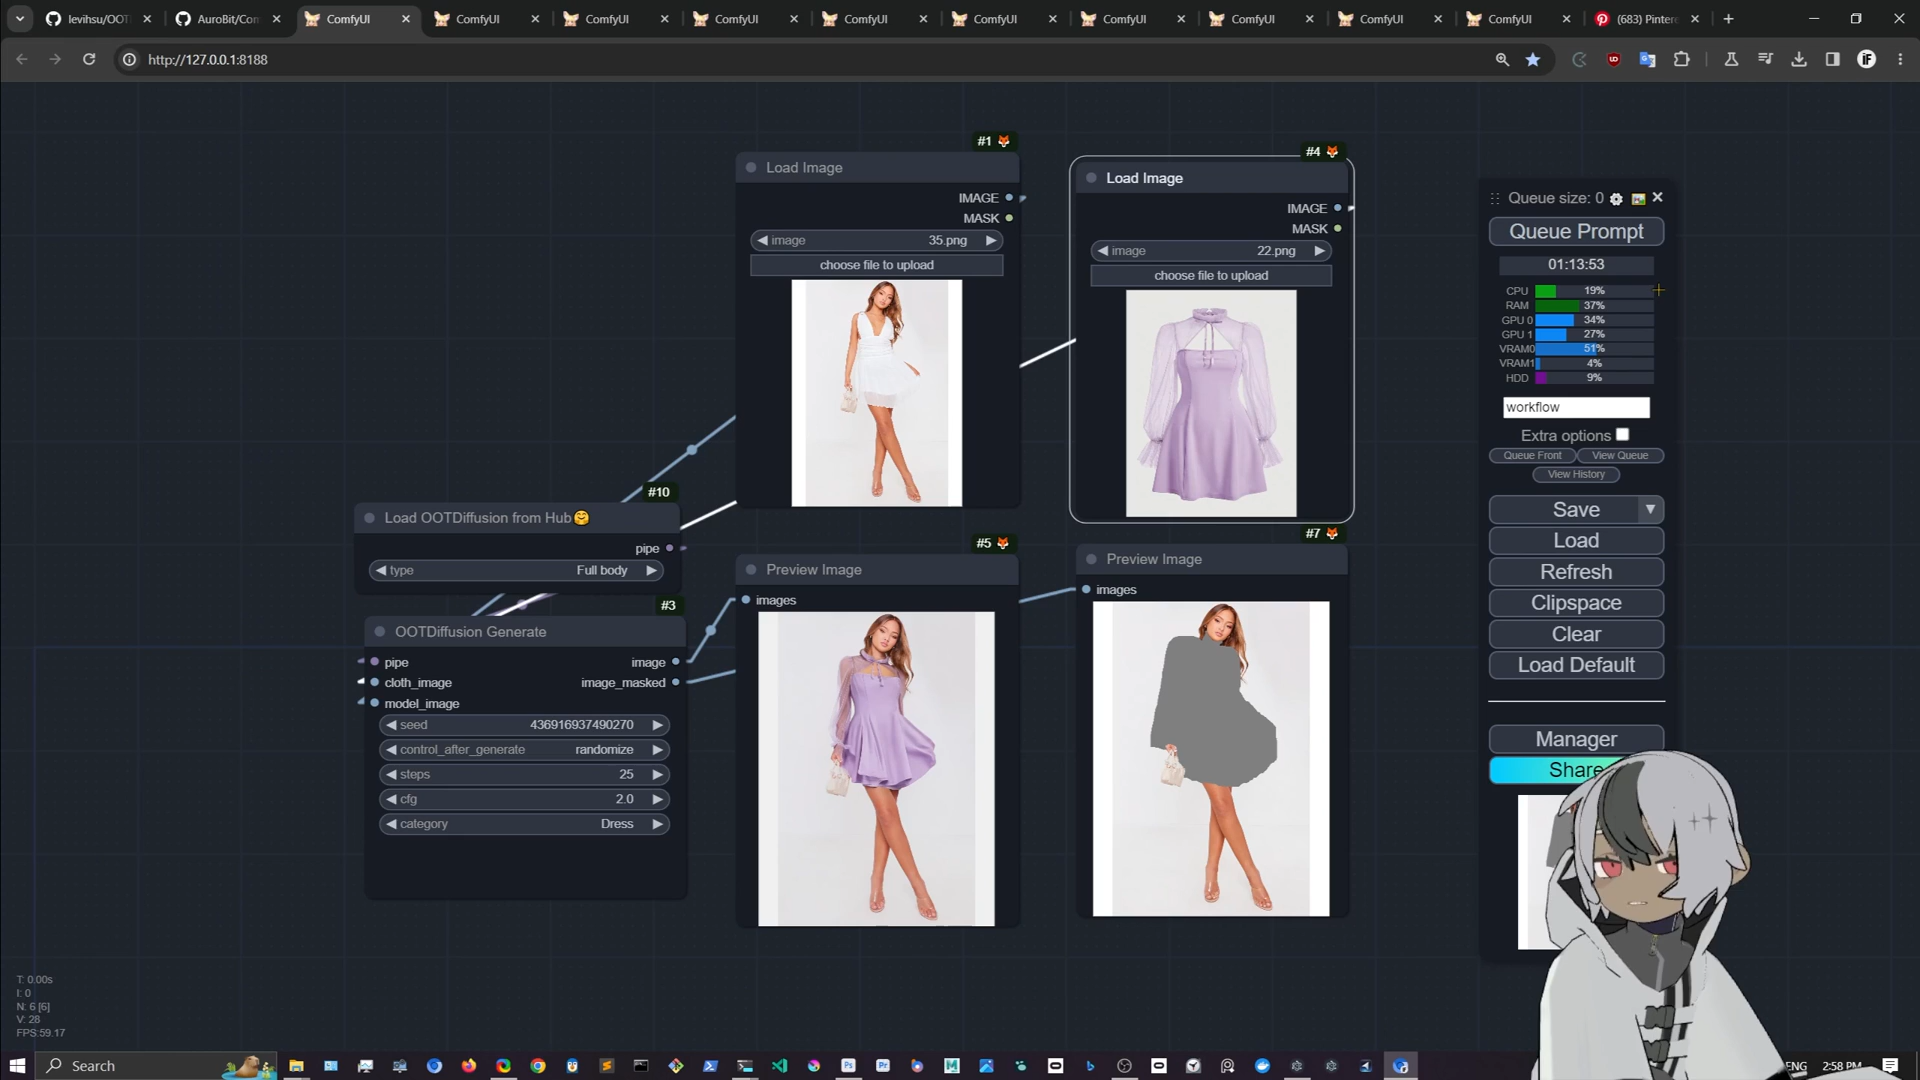 levihsu/OOT
AuroBit/Com
ComfyUI
ComfyUI
ComfyUI
ComfyUI
ComfyUI
ComfyUI
ComfyUI
ComfyUI
ComfyUI
ComfyUI
(683) Pintere
http://127.0.0.1:8188
#1
Load Image
IMAGE
MASK
image 35.png
choose file to upload
#4
Load Image
IMAGE
MASK
image 22.png
choose file to upload
#10
Load OOTDiffusion from Hub🤗
pipe
type Full body
#3
OOTDiffusion Generate
pipe image
cloth_image image_masked
model_image
seed 436916937490270
control_after_generate randomize
steps 25
cfg 2.0
category Dress
#5
Preview Image
images
#7
Preview Image
images
Queue size: 0
Queue Prompt
01:13:53
CPU 19%
RAM 37%
GPU 0 34%
GPU 1 27%
VRAM0 51%
VRAM1 4%
HDD 9%
workflow
Extra options
Queue Front View Queue
View History
Save
Load
Refresh
Clipspace
Clear
Load Default
Manager
Share
T: 0.00s
I: 0
N: 6 [6]
V: 28
FPS:59.17
Search
ENG 2:58 PM